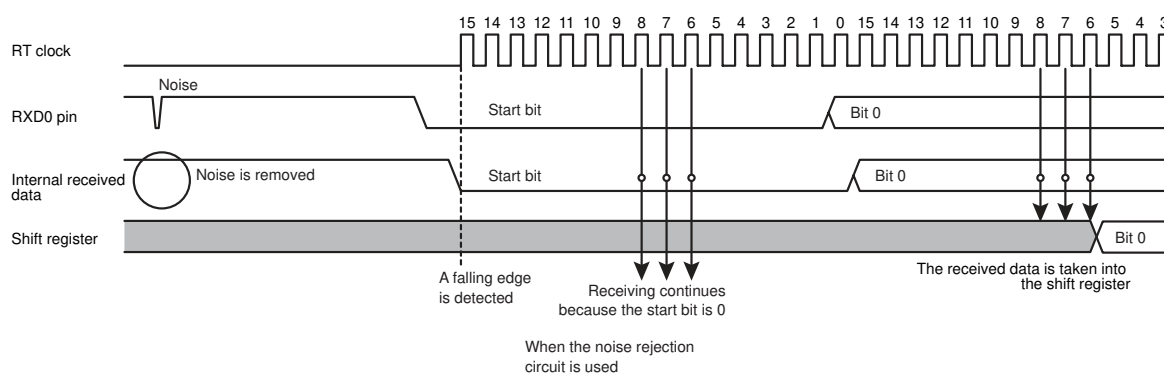 15 14 13 12 11 10 9 8 7 6 5 4 3 2 1 0 15 14 13 12 11 10 9 8 7 6 5 4 3
RT clock
Noise
RXD0 pin
Start bit
Bit 0
Internal received
data
Noise is removed
Start bit
Bit 0
Shift register
Bit 0
A falling edge
is detected
Receiving continues
because the start bit is 0
The received data is taken into
the shift register
When the noise rejection
circuit is used